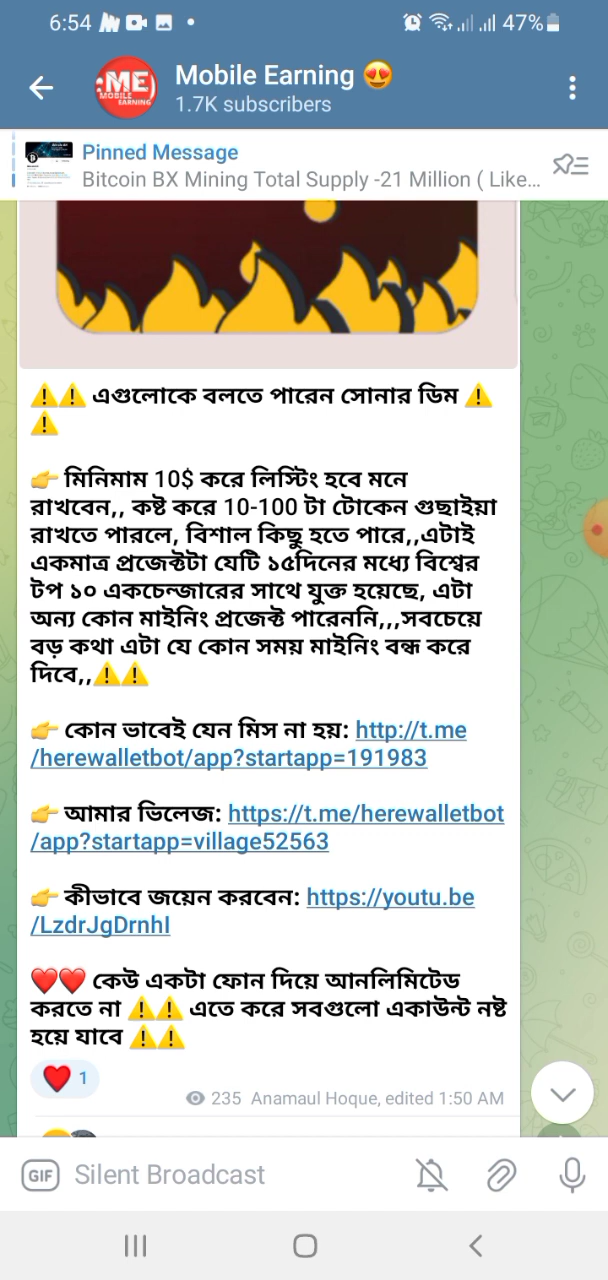 6:54 47%
ME
MOBILE
EARNING
Mobile Earning 😍
1.7K subscribers
Pinned Message
Bitcoin BX Mining Total Supply -21 Million ( Like...
⚠️⚠️ এগুলোকে বলতে পারেন সোনার ডিম ⚠️
⚠️
👉 মিনিমাম 10$ করে লিস্টিং হবে মনে
রাখবেন,, কষ্ট করে 10-100 টা টোকেন গুছাইয়া
রাখতে পারলে, বিশাল কিছু হতে পারে,,এটাই
একমাত্র প্রজেক্টটা যেটি ১৫দিনের মধ্যে বিশ্বের
টপ ১০ একচেন্জারের সাথে যুক্ত হয়েছে, এটা
অন্য কোন মাইনিং প্রজেক্ট পারেননি,,,সবচেয়ে
বড় কথা এটা যে কোন সময় মাইনিং বন্ধ করে
দিবে,,⚠️⚠️
👉 কোন ভাবেই যেন মিস না হয়: http://t.me
/herewalletbot/app?startapp=191983
👉 আমার ভিলেজ: https://t.me/herewalletbot
/app?startapp=village52563
👉 কীভাবে জয়েন করবেন: https://youtu.be
/LzdrJgDrnhI
❤️❤️ কেউ একটা ফোন দিয়ে আনলিমিটেড
করতে না ⚠️⚠️ এতে করে সবগুলো একাউন্ট নষ্ট
হয়ে যাবে ⚠️⚠️
❤️ 1
235 Anamaul Hoque, edited 1:50 AM
GIF Silent Broadcast